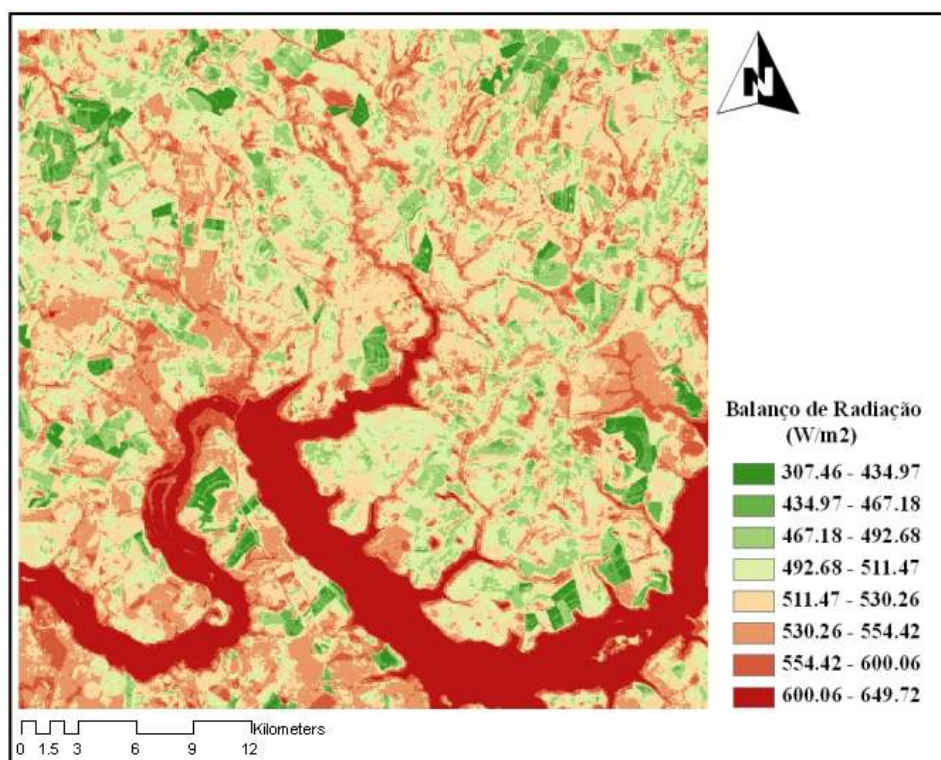 N
Balanço de Radiação
(W/m2)
307.46 - 434.97
434.97 - 467.18
467.18 - 492.68
492.68 - 511.47
511.47 - 530.26
530.26 - 554.42
554.42 - 600.06
600.06 - 649.72
Kilometers
0 1.5 3 6 9 12